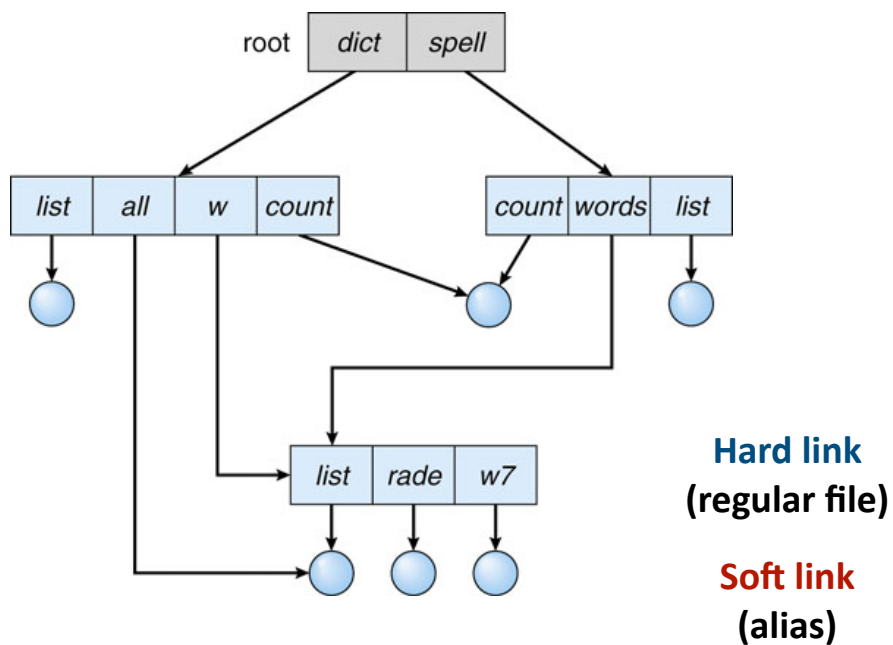 root dict spell
list all w count count words list
list rade w7
Hard link
(regular file)
Soft link
(alias)